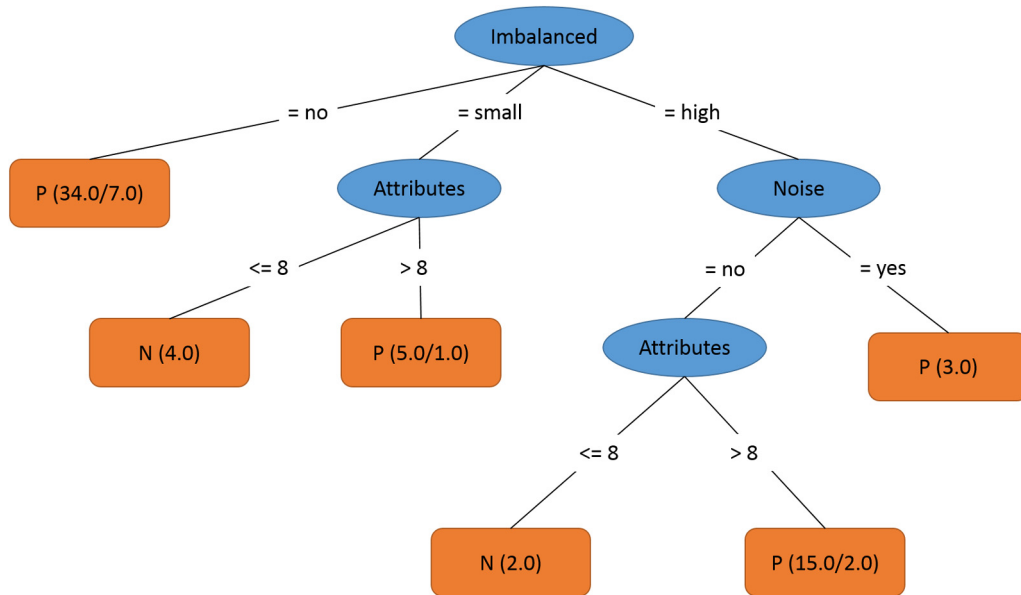 Imbalanced
= no
= small
= high
P (34.0/7.0)
Attributes
Noise
<= 8
> 8
= no
= yes
N (4.0)
P (5.0/1.0)
Attributes
P (3.0)
<= 8
> 8
N (2.0)
P (15.0/2.0)